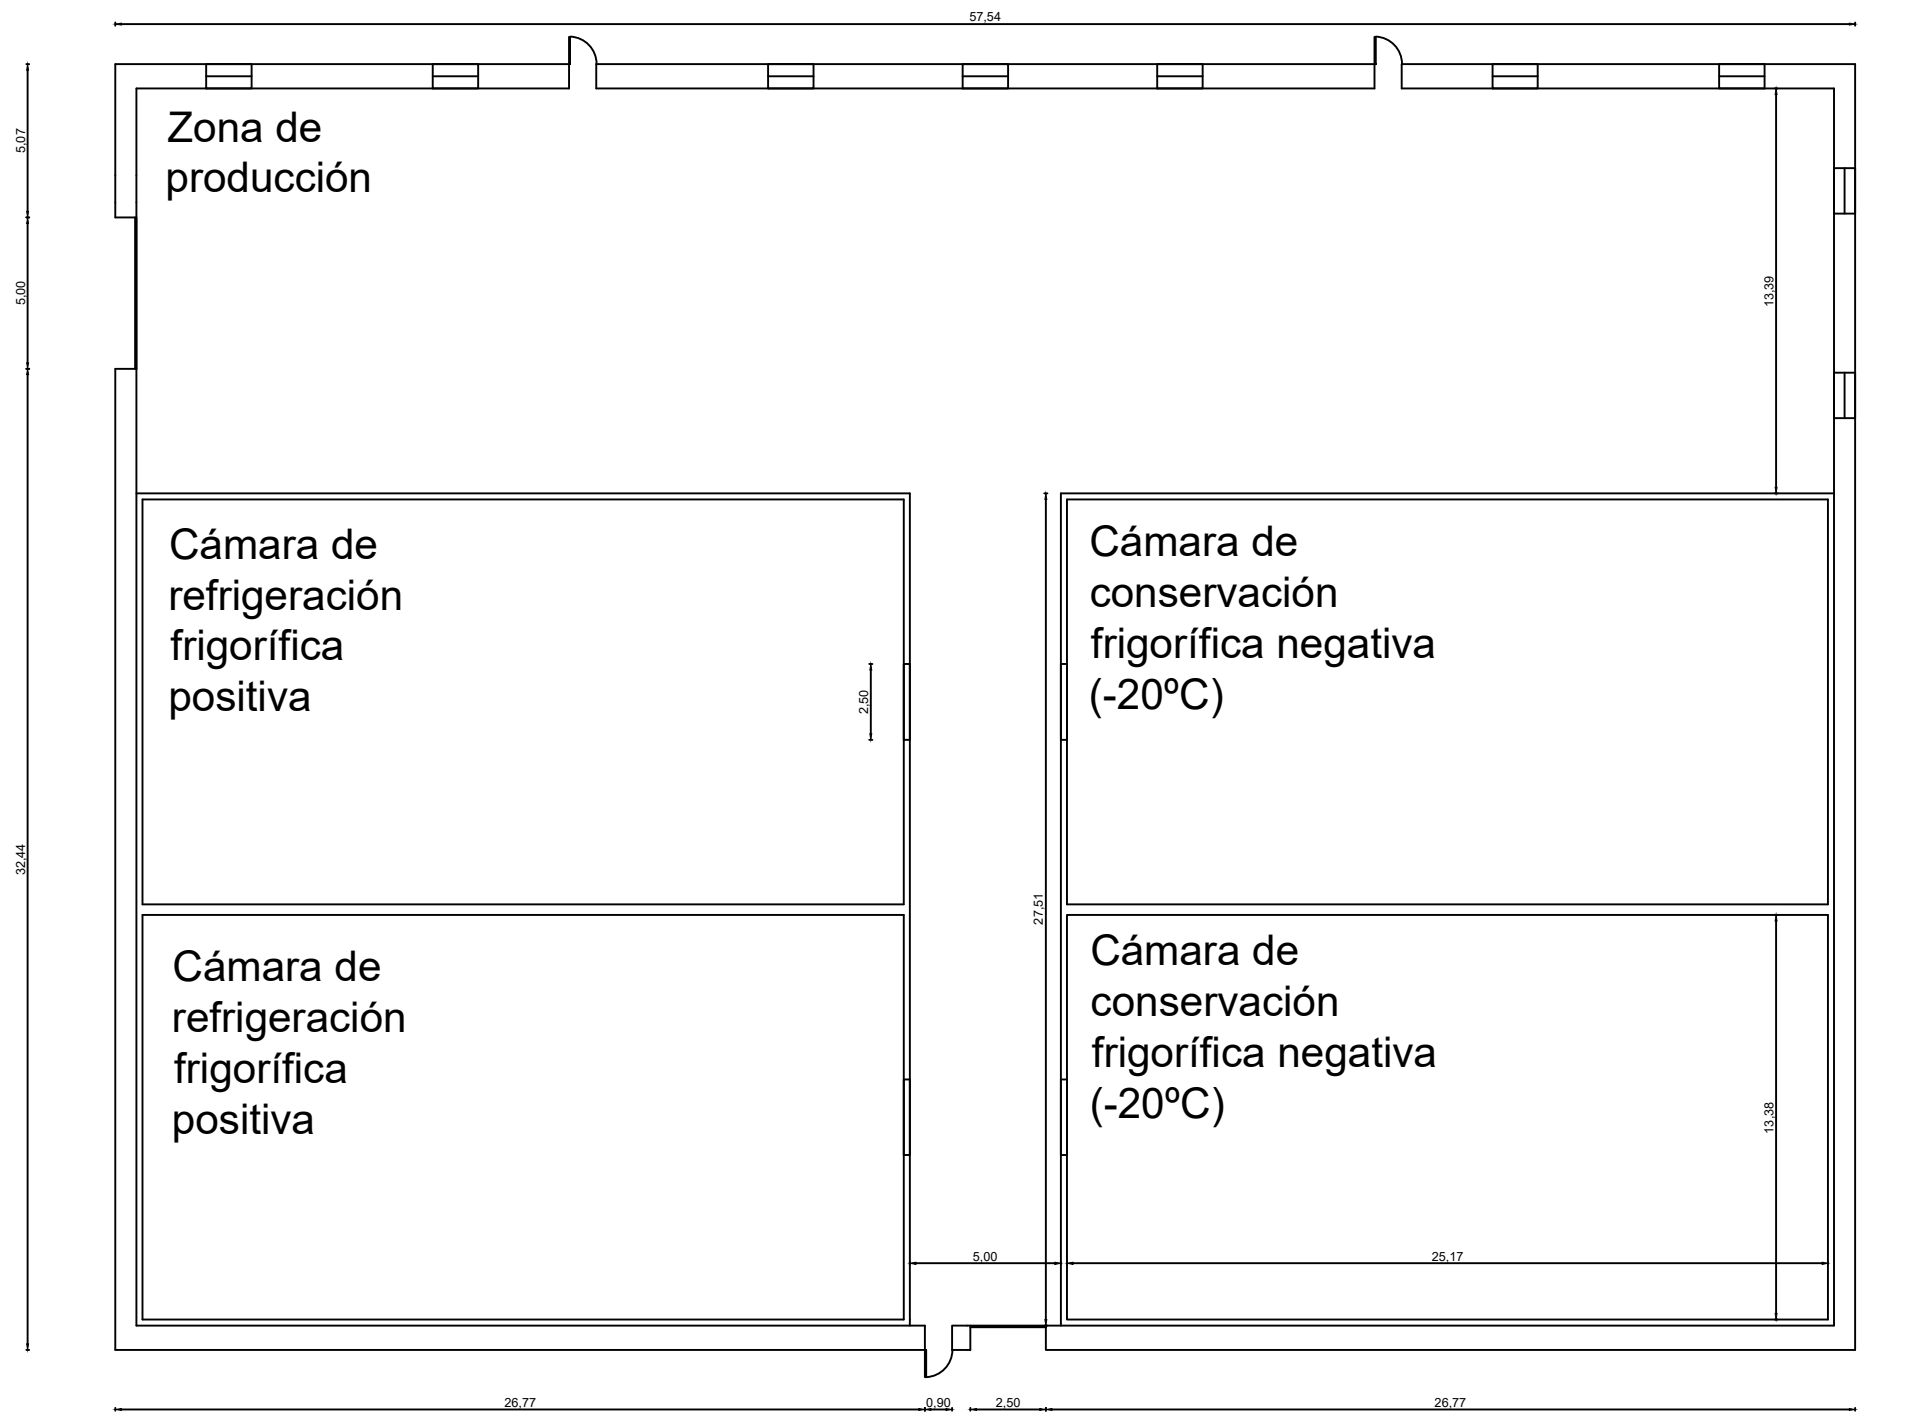 57,54
5,07
Zona de
producción
5,00
13,39
Cámara de
refrigeración
frigorífica
positiva
2,50
Cámara de
conservación
frigorífica negativa
(-20ºC)
32,44
27,51
Cámara de
refrigeración
frigorífica
positiva
Cámara de
conservación
frigorífica negativa
(-20ºC)
13,38
5,00
25,17
26,77
0,90
2,50
26,77